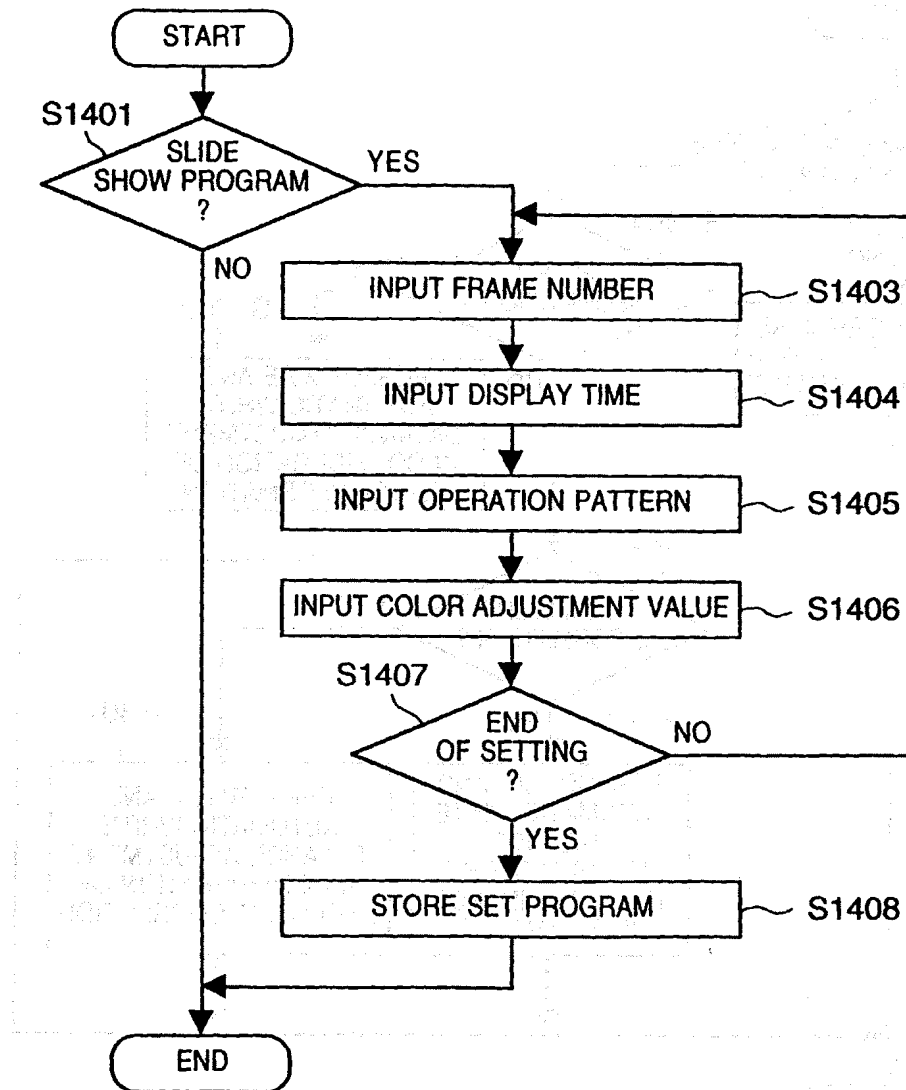 START
S1401
SLIDE
SHOW PROGRAM
?
YES
NO
INPUT FRAME NUMBER
S1403
INPUT DISPLAY TIME
S1404
INPUT OPERATION PATTERN
S1405
INPUT COLOR ADJUSTMENT VALUE
S1406
S1407
END
OF SETTING
?
NO
YES
STORE SET PROGRAM
S1408
END